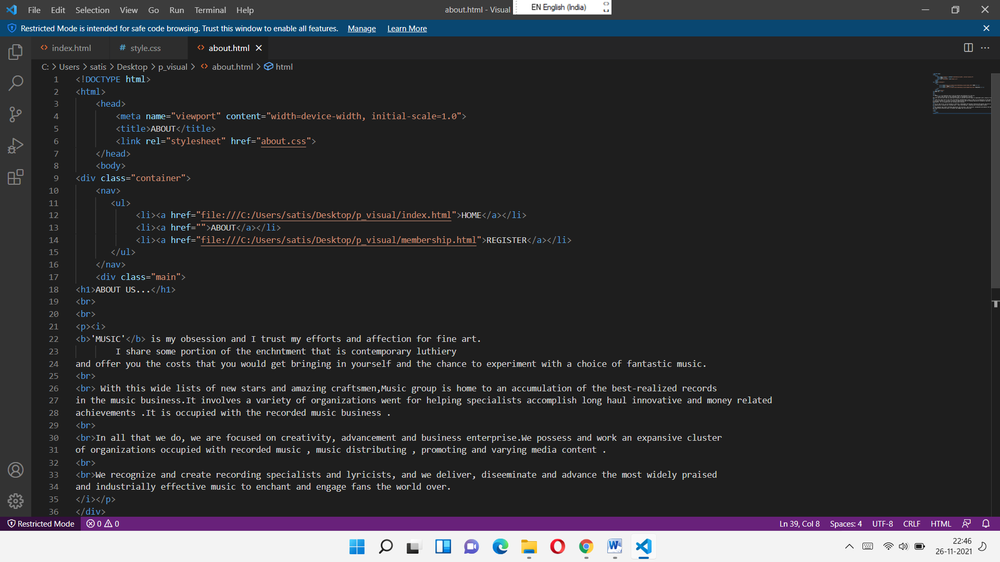 File Edit Selection View Go Run Terminal Help
about.html - Visual
EN English (India)
Restricted Mode is intended for safe code browsing. Trust this window to enable all features. Manage Learn More
index.html
style.css
about.html
C: > Users > satis > Desktop > p_visual > about.html > html
1 <!DOCTYPE html>
2 <html>
3 <head>
4 <meta name="viewport" content="width=device-width, initial-scale=1.0">
5 <title>ABOUT</title>
6 <link rel="stylesheet" href="about.css">
7 </head>
8 <body>
9 <div class="container">
10 <nav>
11 <ul>
12 <li><a href="file:///C:/Users/satis/Desktop/p_visual/index.html">HOME</a></li>
13 <li><a href="">ABOUT</a></li>
14 <li><a href="file:///C:/Users/satis/Desktop/p_visual/membership.html">REGISTER</a></li>
15 </ul>
16 </nav>
17 <div class="main">
18 <h1>ABOUT US...</h1>
19 <br>
20 <br>
21 <p><i>
22 <b>'MUSIC'</b> is my obsession and I trust my efforts and affection for fine art.
23 I share some portion of the enchntment that is contemporary luthiery
24 and offer you the costs that you would get bringing in yourself and the chance to experiment with a choice of fantastic music.
25 <br>
26 <br> With this wide lists of new stars and amazing craftsmen,Music group is home to an accumulation of the best-realized records
27 in the music business.It involves a variety of organizations went for helping specialists accomplish long haul innovative and money related
28 achievements .It is occupied with the recorded music business .
29 <br>
30 <br>In all that we do, we are focused on creativity, advancement and business enterprise.We possess and work an expansive cluster
31 of organizations occupied with recorded music , music distributing , promoting and varying media content .
32 <br>
33 <br>We recognize and create recording specialists and lyricists, and we deliver, diseeminate and advance the most widely praised
34 and industrially effective music to enchant and engage fans the world over.
35 </i></p>
36 </div>
Restricted Mode 0 0
Ln 39, Col 8 Spaces: 4 UTF-8 CRLF HTML
22:46
26-11-2021